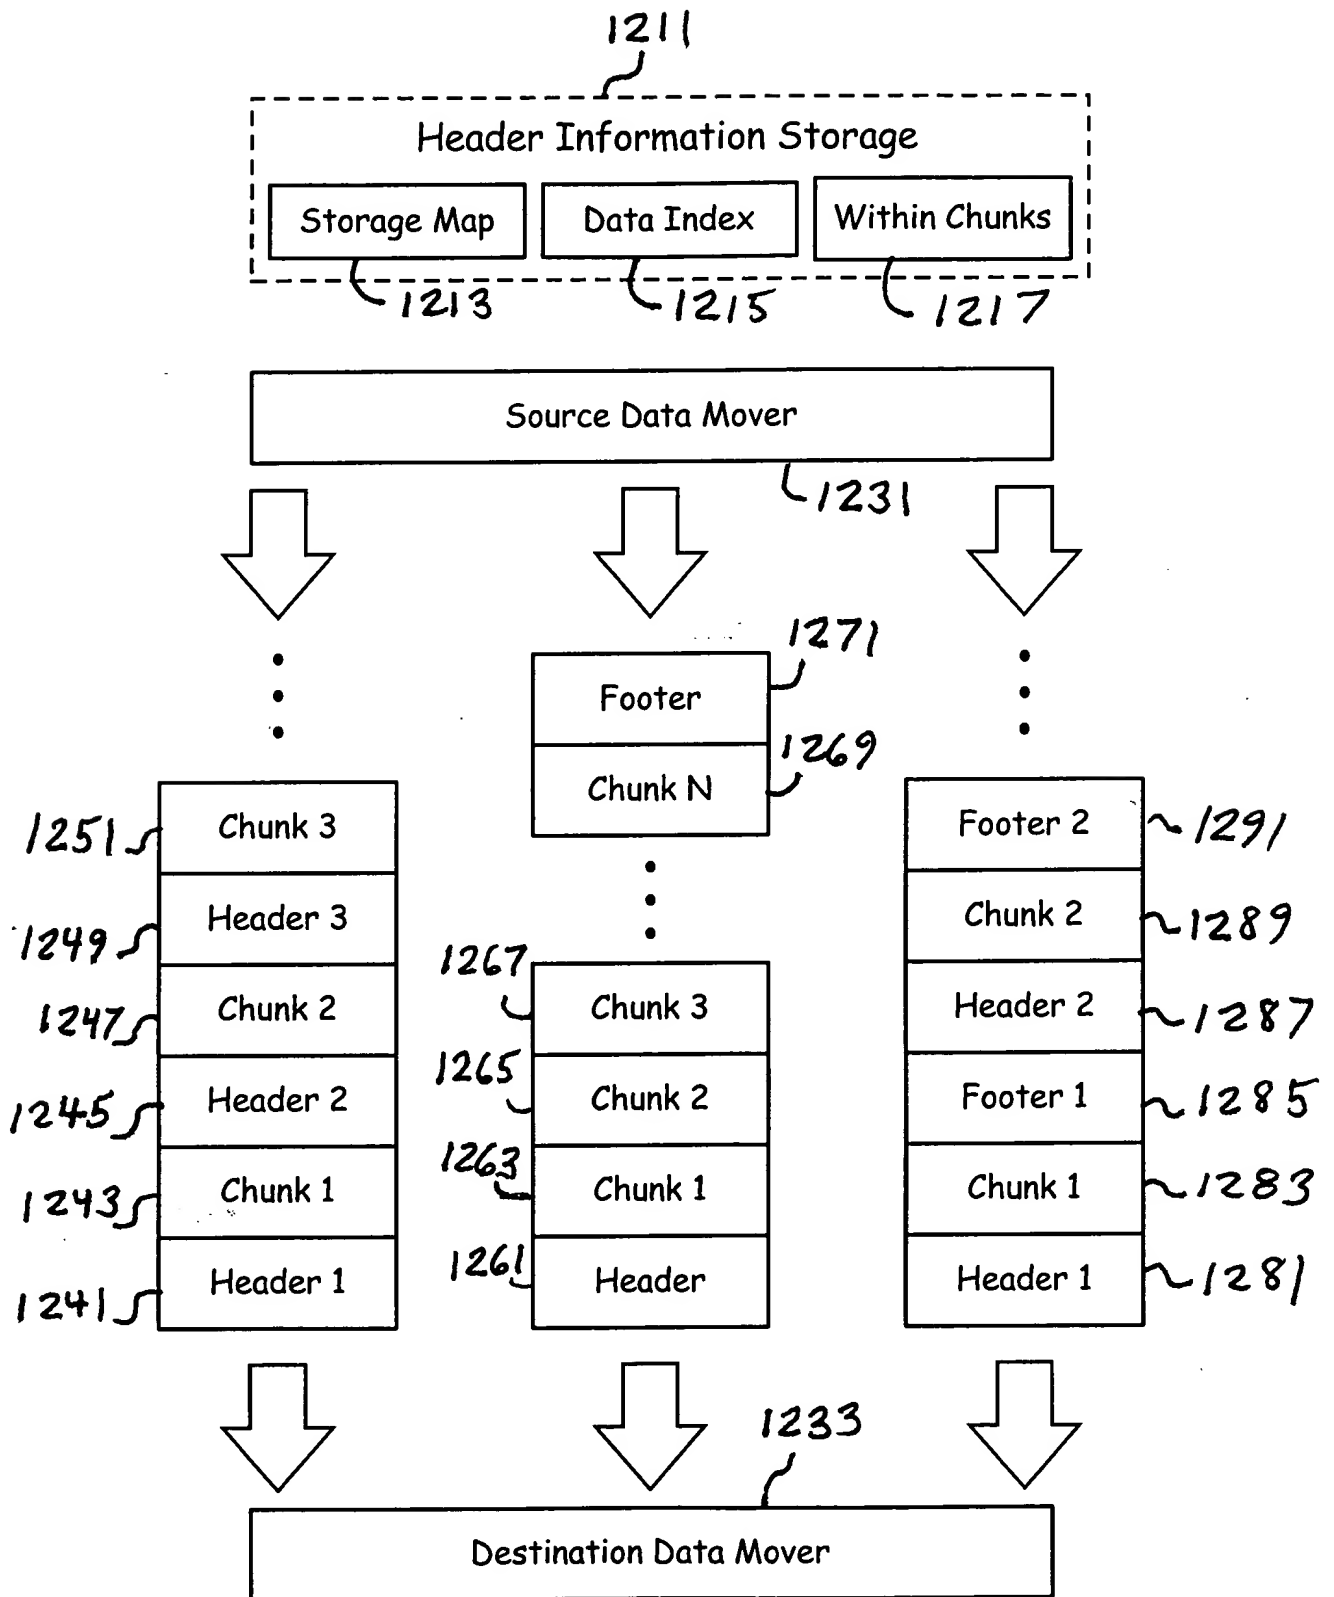 1211
Header Information Storage
Storage Map
Data Index
Within Chunks
1213
1215
1217
Source Data Mover
1231
1251
Chunk 3
1249
Header 3
1247
Chunk 2
1245
Header 2
1243
Chunk 1
1241
Header 1
1271
Footer
1269
Chunk N
1267
Chunk 3
1265
Chunk 2
1263
Chunk 1
1261
Header
Footer 2
1291
Chunk 2
1289
Header 2
1287
Footer 1
1285
Chunk 1
1283
Header 1
1281
1233
Destination Data Mover